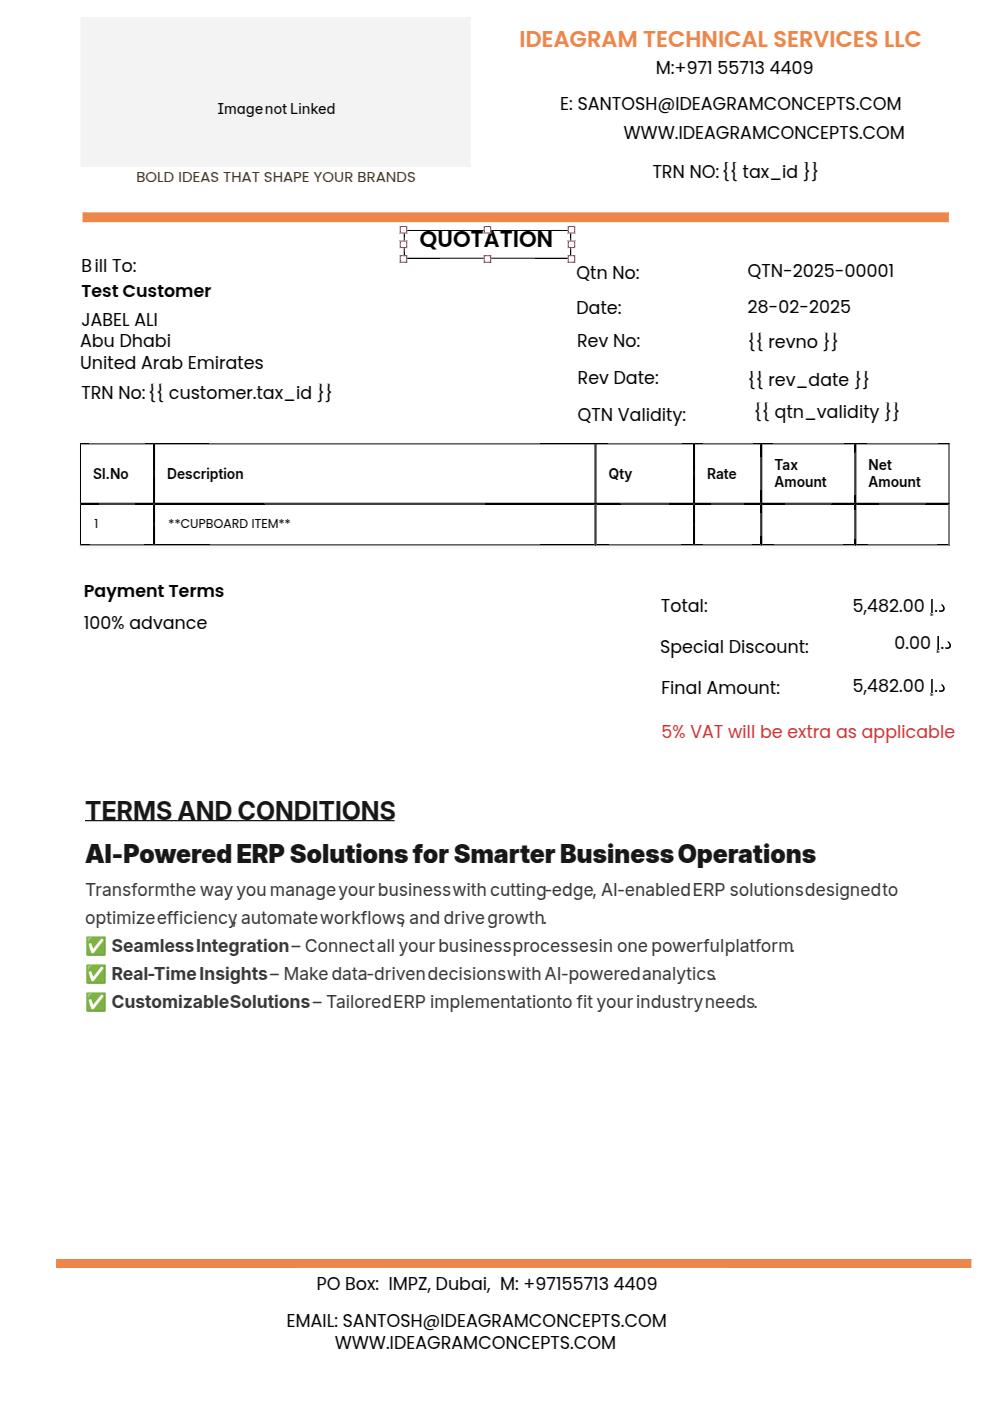 Image not Linked
BOLD IDEAS THAT SHAPE YOUR BRANDS
IDEAGRAM TECHNICAL SERVICES LLC
M:+971 55713 4409
E: SANTOSH@IDEAGRAMCONCEPTS.COM
WWW.IDEAGRAMCONCEPTS.COM
TRN NO: {{ tax_id }}
QUOTATION
Bill To:
Test Customer
JABEL ALI
Abu Dhabi
United Arab Emirates
TRN No: {{ customer.tax_id }}
Qtn No: QTN-2025-00001
Date: 28-02-2025
Rev No: {{ revno }}
Rev Date: {{ rev_date }}
QTN Validity: {{ qtn_validity }}
Sl.No Description Qty Rate Tax Amount Net Amount
1 **CUPBOARD ITEM**
Payment Terms
100% advance
Total: 5,482.00 د.إ
Special Discount: 0.00 د.إ
Final Amount: 5,482.00 د.إ
5% VAT will be extra as applicable
TERMS AND CONDITIONS
AI-Powered ERP Solutions for Smarter Business Operations
Transform the way you manage your business with cutting-edge, AI-enabled ERP solutions designed to
optimize efficiency, automate workflows, and drive growth.
✅ Seamless Integration – Connect all your business processes in one powerful platform.
✅ Real-Time Insights – Make data-driven decisions with AI-powered analytics.
✅ Customizable Solutions – Tailored ERP implementation to fit your industry needs.
PO Box: IMPZ, Dubai, M: +97155713 4409
EMAIL: SANTOSH@IDEAGRAMCONCEPTS.COM
WWW.IDEAGRAMCONCEPTS.COM